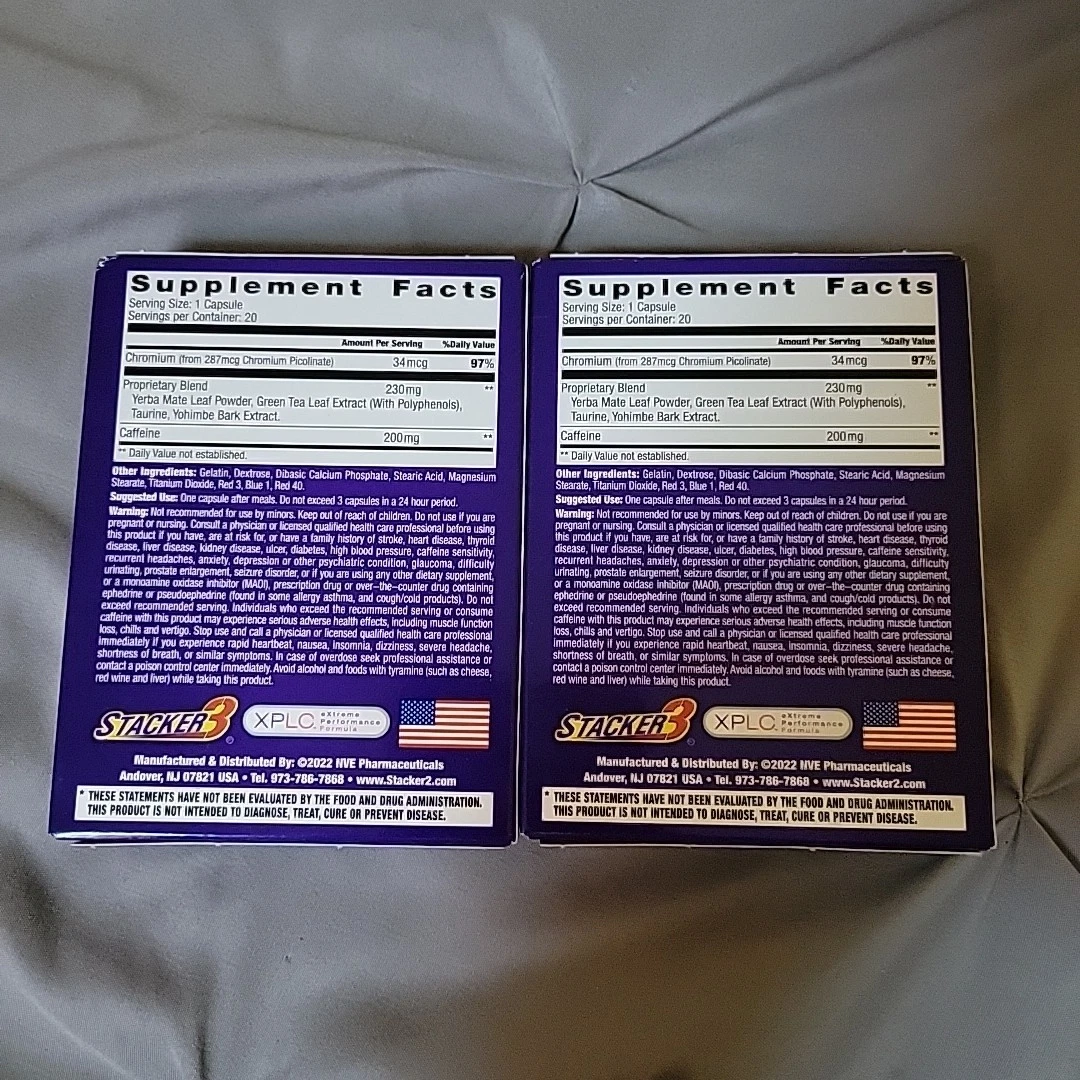 Supplement Facts
Serving Size: 1 Capsule
Servings per Container: 20
Amount Per Serving %Daily Value
Chromium (from 287mcg Chromium Picolinate) 34mcg 97%
Proprietary Blend 230mg **
Yerba Mate Leaf Powder, Green Tea Leaf Extract (With Polyphenols),
Taurine, Yohimbe Bark Extract.
Caffeine 200mg **
** Daily Value not established.
Other Ingredients: Gelatin, Dextrose, Dibasic Calcium Phosphate, Stearic Acid, Magnesium
Stearate, Titanium Dioxide, Red 3, Blue 1, Red 40.
Suggested Use: One capsule after meals. Do not exceed 3 capsules in a 24 hour period.
Warning: Not recommended for use by minors. Keep out of reach of children. Do not use if you are
pregnant or nursing. Consult a physician or licensed qualified health care professional before using
this product if you have, are at risk for, or have a family history of stroke, heart disease, thyroid
disease, liver disease, kidney disease, ulcer, diabetes, high blood pressure, caffeine sensitivity,
recurrent headaches, anxiety, depression or other psychiatric condition, glaucoma, difficulty
urinating, prostate enlargement, seizure disorder, or if you are using any other dietary supplement,
or a monoamine oxidase inhibitor (MAOI), prescription drug or over-the-counter drug containing
ephedrine or pseudoephedrine (found in some allergy asthma, and cough/cold products). Do not
exceed recommended serving. Individuals who exceed the recommended serving or consume
caffeine with this product may experience serious adverse health effects, including muscle function
loss, chills and vertigo. Stop use and call a physician or licensed qualified health care professional
immediately if you experience rapid heartbeat, nausea, insomnia, dizziness, severe headache,
shortness of breath, or similar symptoms. In case of overdose seek professional assistance or
contact a poison control center immediately. Avoid alcohol and foods with tyramine (such as cheese,
red wine and liver) while taking this product.
STACKER 3 XPLC eXtreme
Performance
Formula
Manufactured & Distributed By: ©2022 NVE Pharmaceuticals
Andover, NJ 07821 USA • Tel. 973-786-7868 • www.Stacker2.com
* THESE STATEMENTS HAVE NOT BEEN EVALUATED BY THE FOOD AND DRUG ADMINISTRATION.
THIS PRODUCT IS NOT INTENDED TO DIAGNOSE, TREAT, CURE OR PREVENT DISEASE.
Supplement Facts
Serving Size: 1 Capsule
Servings per Container: 20
Amount Per Serving %Daily Value
Chromium (from 287mcg Chromium Picolinate) 34mcg 97%
Proprietary Blend 230mg **
Yerba Mate Leaf Powder, Green Tea Leaf Extract (With Polyphenols),
Taurine, Yohimbe Bark Extract.
Caffeine 200mg **
** Daily Value not established.
Other Ingredients: Gelatin, Dextrose, Dibasic Calcium Phosphate, Stearic Acid, Magnesium
Stearate, Titanium Dioxide, Red 3, Blue 1, Red 40.
Suggested Use: One capsule after meals. Do not exceed 3 capsules in a 24 hour period.
Warning: Not recommended for use by minors. Keep out of reach of children. Do not use if you are
pregnant or nursing. Consult a physician or licensed qualified health care professional before using
this product if you have, are at risk for, or have a family history of stroke, heart disease, thyroid
disease, liver disease, kidney disease, ulcer, diabetes, high blood pressure, caffeine sensitivity,
recurrent headaches, anxiety, depression or other psychiatric condition, glaucoma, difficulty
urinating, prostate enlargement, seizure disorder, or if you are using any other dietary supplement,
or a monoamine oxidase inhibitor (MAOI), prescription drug or over-the-counter drug containing
ephedrine or pseudoephedrine (found in some allergy asthma, and cough/cold products). Do not
exceed recommended serving. Individuals who exceed the recommended serving or consume
caffeine with this product may experience serious adverse health effects, including muscle function
loss, chills and vertigo. Stop use and call a physician or licensed qualified health care professional
immediately if you experience rapid heartbeat, nausea, insomnia, dizziness, severe headache,
shortness of breath, or similar symptoms. In case of overdose seek professional assistance or
contact a poison control center immediately. Avoid alcohol and foods with tyramine (such as cheese,
red wine and liver) while taking this product.
STACKER 3 XPLC eXtreme
Performance
Formula
Manufactured & Distributed By: ©2022 NVE Pharmaceuticals
Andover, NJ 07821 USA • Tel. 973-786-7868 • www.Stacker2.com
* THESE STATEMENTS HAVE NOT BEEN EVALUATED BY THE FOOD AND DRUG ADMINISTRATION.
THIS PRODUCT IS NOT INTENDED TO DIAGNOSE, TREAT, CURE OR PREVENT DISEASE.